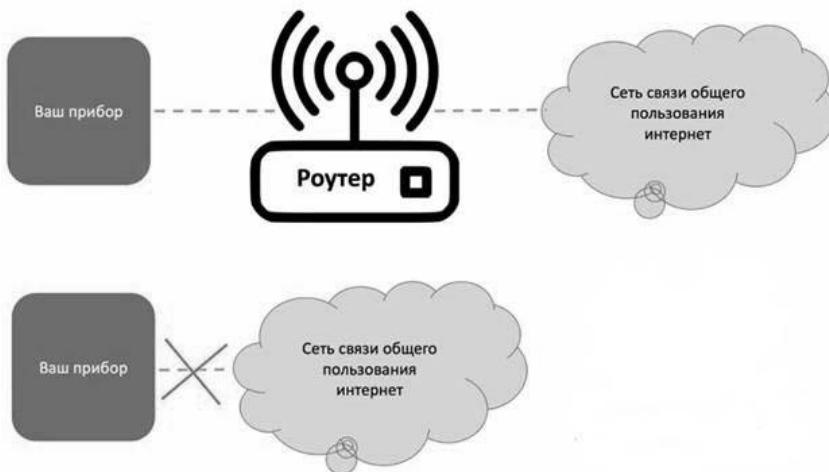 Ваш прибор
Роутер
Сеть связи общего
пользования
интернет
Ваш прибор
Сеть связи общего
пользования
интернет